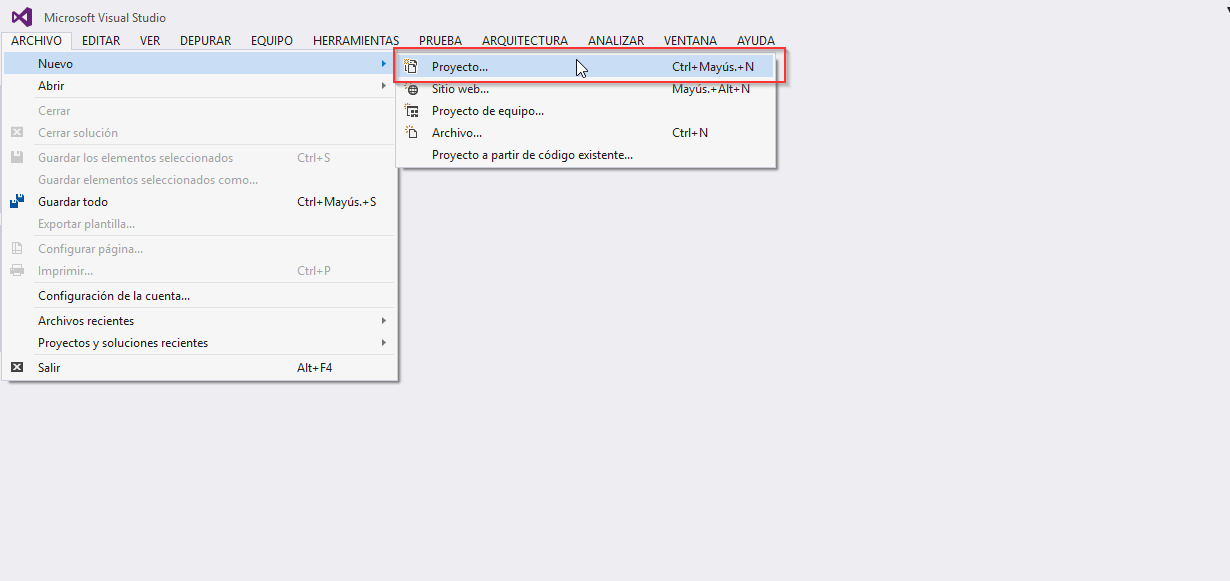 Microsoft Visual Studio
ARCHIVO EDITAR VER DEPURAR EQUIPO HERRAMIENTAS PRUEBA ARQUITECTURA ANALIZAR VENTANA AYUDA
Nuevo
Abrir
Cerrar
Cerrar solución
Guardar los elementos seleccionados Ctrl+S
Guardar elementos seleccionados como...
Guardar todo Ctrl+Mayús.+S
Exportar plantilla...
Configurar página...
Imprimir... Ctrl+P
Configuración de la cuenta...
Archivos recientes
Proyectos y soluciones recientes
Salir Alt+F4
Proyecto... Ctrl+Mayús.+N
Sitio web... Mayús.+Alt+N
Proyecto de equipo...
Archivo... Ctrl+N
Proyecto a partir de código existente...